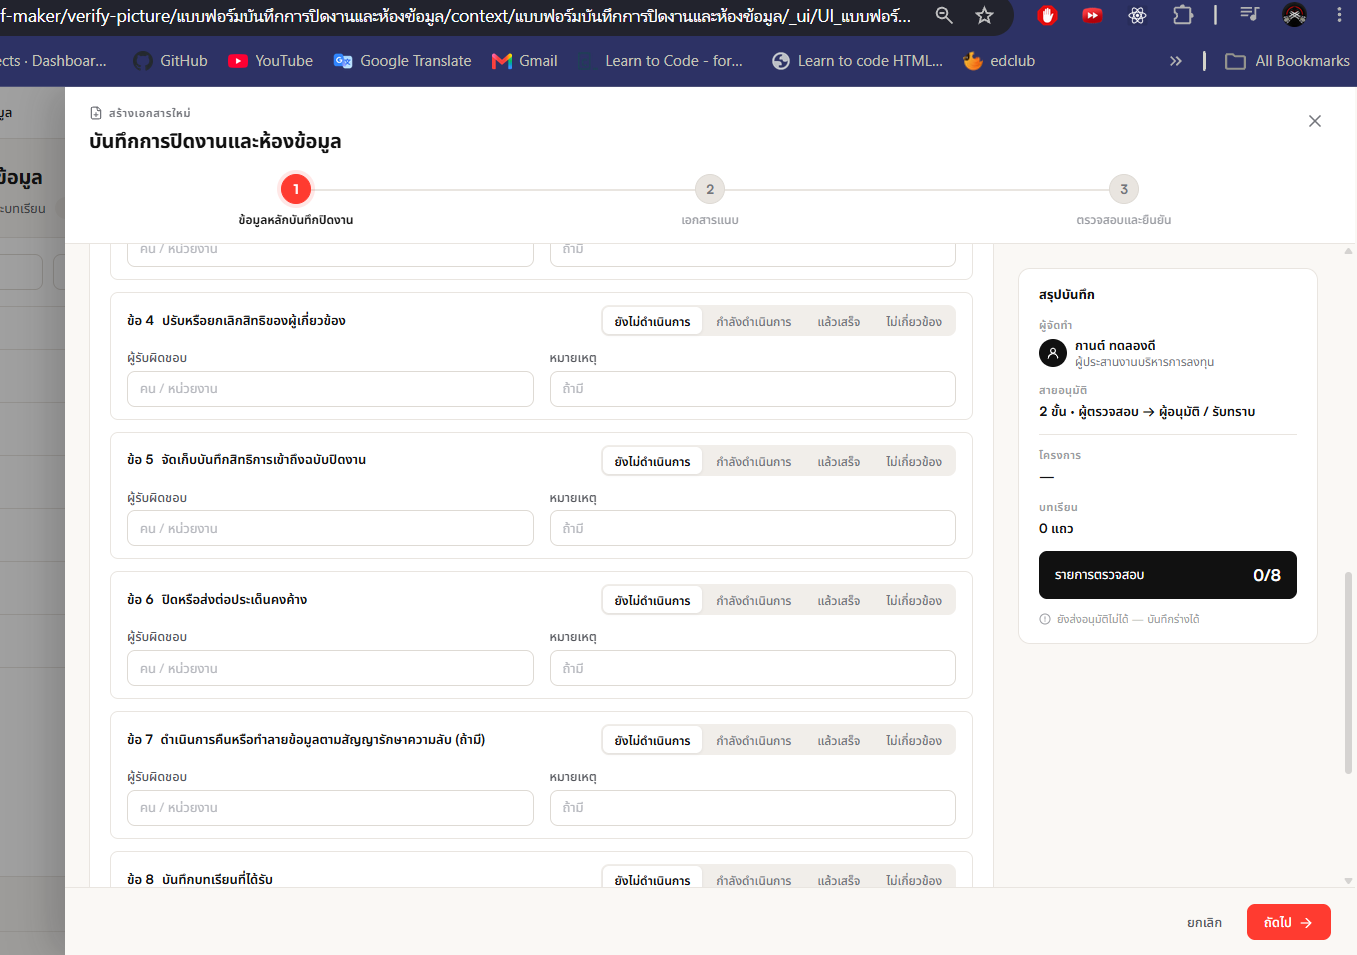 f-maker/verify-picture/แบบฟอร์มบันทึกการปิดงานและห้องข้อมูล/context/แบบฟอร์มบันทึกการปิดงานและห้องข้อมูล/_ui/UI_แบบฟอร์...
ects · Dashboar...
GitHub
YouTube
Google Translate
Gmail
Learn to Code - for...
Learn to code HTML...
edclub
All Bookmarks
มูล
ข้อมูล
ะบทเรียน
สร้างเอกสารใหม่
บันทึกการปิดงานและห้องข้อมูล
1
2
3
ข้อมูลหลักบันทึกปิดงาน
เอกสารแนบ
ตรวจสอบและยืนยัน
คน / หน่วยงาน
ถ้ามี
ข้อ 4 ปรับหรือยกเลิกสิทธิของผู้เกี่ยวข้อง
ยังไม่ดำเนินการ กำลังดำเนินการ แล้วเสร็จ ไม่เกี่ยวข้อง
ผู้รับผิดชอบ
หมายเหตุ
คน / หน่วยงาน
ถ้ามี
ข้อ 5 จัดเก็บบันทึกสิทธิการเข้าถึงฉบับปิดงาน
ยังไม่ดำเนินการ กำลังดำเนินการ แล้วเสร็จ ไม่เกี่ยวข้อง
ผู้รับผิดชอบ
หมายเหตุ
คน / หน่วยงาน
ถ้ามี
ข้อ 6 ปิดหรือส่งต่อประเด็นคงค้าง
ยังไม่ดำเนินการ กำลังดำเนินการ แล้วเสร็จ ไม่เกี่ยวข้อง
ผู้รับผิดชอบ
หมายเหตุ
คน / หน่วยงาน
ถ้ามี
ข้อ 7 ดำเนินการคืนหรือทำลายข้อมูลตามสัญญารักษาความลับ (ถ้ามี)
ยังไม่ดำเนินการ กำลังดำเนินการ แล้วเสร็จ ไม่เกี่ยวข้อง
ผู้รับผิดชอบ
หมายเหตุ
คน / หน่วยงาน
ถ้ามี
ข้อ 8 บันทึกบทเรียนที่ได้รับ
ยังไม่ดำเนินการ กำลังดำเนินการ แล้วเสร็จ ไม่เกี่ยวข้อง
สรุปบันทึก
ผู้จัดทำ
กานต์ ทดลองดี
ผู้ประสานงานบริหารการลงทุน
สายอนุมัติ
2 ขั้น • ผู้ตรวจสอบ → ผู้อนุมัติ / รับทราบ
โครงการ
—
บทเรียน
0 แถว
รายการตรวจสอบ 0/8
ยังส่งอนุมัติไม่ได้ — บันทึกร่างได้
ยกเลิก
ถัดไป →